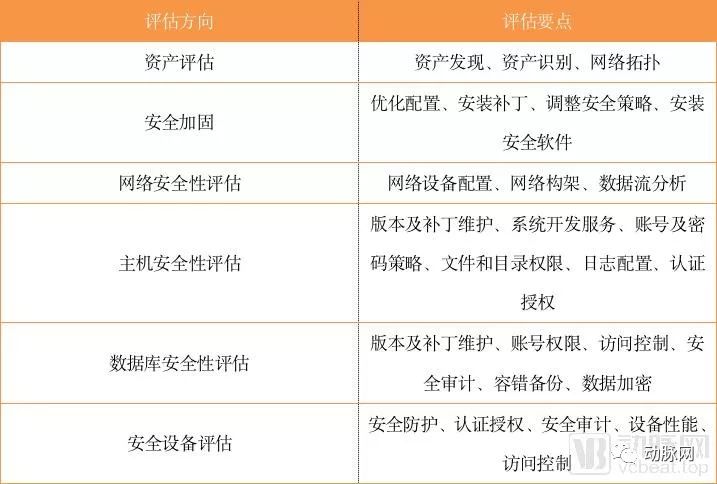 评估方向
评估要点
资产评估
资产发现、资产识别、网络拓扑
安全加固
优化配置、安装补丁、调整安全策略、安装
安全软件
网络安全性评估
网络设备配置、网络构架、数据流分析
主机安全性评估
版本及补丁维护、系统开发服务、账号及密
码策略、文件和目录权限、日志配置、认证
授权
数据库安全性评估
版本及补丁维护、账号权限、访问控制、安
全审计、容错备份、数据加密
安全设备评估
安全防护、认证授权、安全审计、设备性能、
访问控制
动脉网
VB 动脉网
vcbeat.top